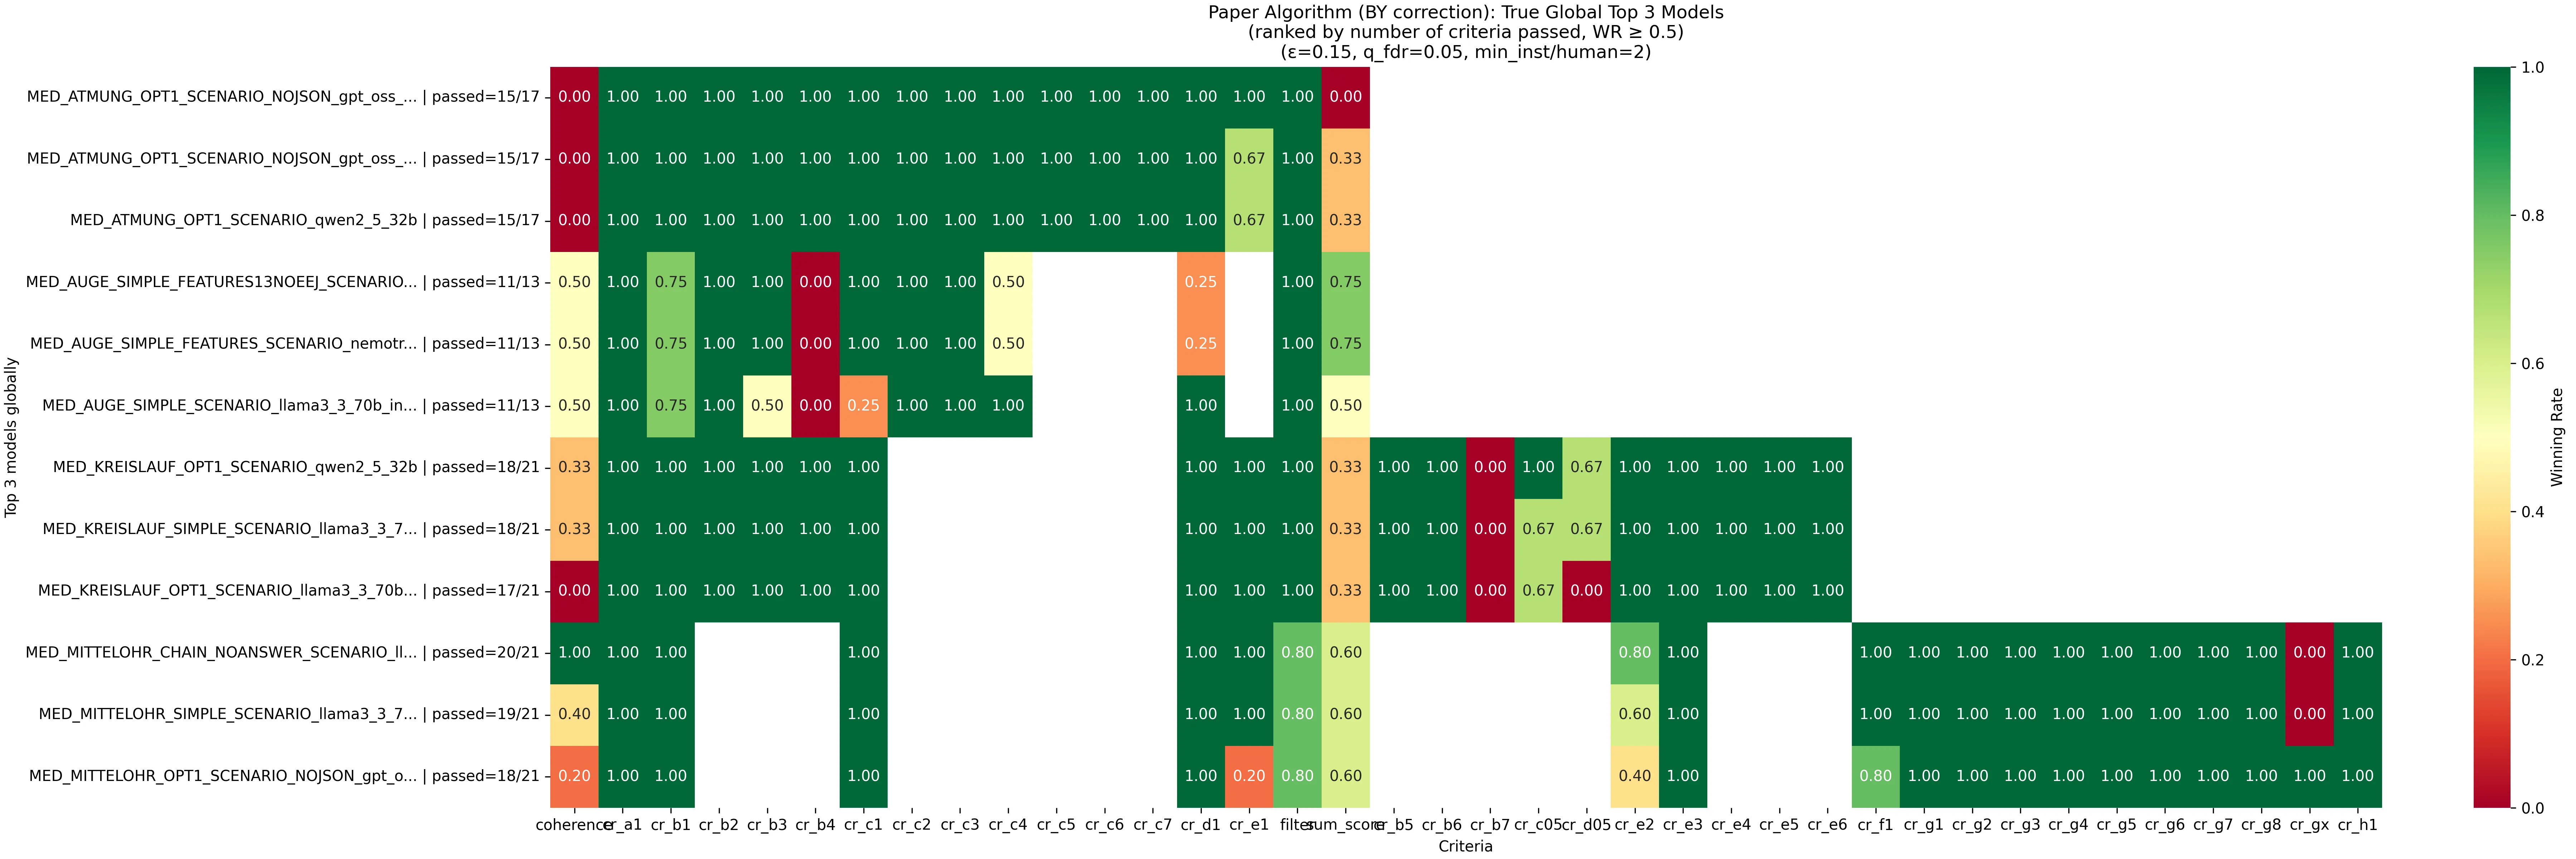 Paper Algorithm (BY correction): True Global Top 3 Models
(ranked by number of criteria passed, WR ≥ 0.5)
(ε=0.15, q_fdr=0.05, min_inst/human=2)
Top 3 models globally
MED_ATMUNG_OPT1_SCENARIO_NOJSON_gpt_oss_... | passed=15/17 0.00 1.00 1.00 1.00 1.00 1.00 1.00 1.00 1.00 1.00 1.00 1.00 1.00 1.00 1.00 1.00 0.00
MED_ATMUNG_OPT1_SCENARIO_NOJSON_gpt_oss_... | passed=15/17 0.00 1.00 1.00 1.00 1.00 1.00 1.00 1.00 1.00 1.00 1.00 1.00 1.00 1.00 0.67 1.00 0.33
MED_ATMUNG_OPT1_SCENARIO_qwen2_5_32b | passed=15/17 0.00 1.00 1.00 1.00 1.00 1.00 1.00 1.00 1.00 1.00 1.00 1.00 1.00 1.00 0.67 1.00 0.33
MED_AUGE_SIMPLE_FEATURES13NOEEJ_SCENARIO... | passed=11/13 0.50 1.00 0.75 1.00 1.00 0.00 1.00 1.00 1.00 0.50 0.25 1.00 0.75
MED_AUGE_SIMPLE_FEATURES_SCENARIO_nemotr... | passed=11/13 0.50 1.00 0.75 1.00 1.00 0.00 1.00 1.00 1.00 0.50 0.25 1.00 0.75
MED_AUGE_SIMPLE_SCENARIO_llama3_3_70b_in... | passed=11/13 0.50 1.00 0.75 1.00 0.50 0.00 0.25 1.00 1.00 1.00 1.00 1.00 0.50
MED_KREISLAUF_OPT1_SCENARIO_qwen2_5_32b | passed=18/21 0.33 1.00 1.00 1.00 1.00 1.00 1.00 1.00 1.00 1.00 0.33 1.00 1.00 0.00 1.00 0.67 1.00 1.00 1.00 1.00 1.00
MED_KREISLAUF_SIMPLE_SCENARIO_llama3_3_7... | passed=18/21 0.33 1.00 1.00 1.00 1.00 1.00 1.00 1.00 1.00 1.00 0.33 1.00 1.00 0.00 0.67 0.67 1.00 1.00 1.00 1.00 1.00
MED_KREISLAUF_OPT1_SCENARIO_llama3_3_70b... | passed=17/21 0.00 1.00 1.00 1.00 1.00 1.00 1.00 1.00 1.00 1.00 0.33 1.00 1.00 0.00 0.67 0.00 1.00 1.00 1.00 1.00 1.00
MED_MITTELOHR_CHAIN_NOANSWER_SCENARIO_ll... | passed=20/21 1.00 1.00 1.00 1.00 1.00 1.00 0.80 0.60 0.80 1.00 1.00 1.00 1.00 1.00 1.00 1.00 1.00 1.00 1.00 0.00 1.00
MED_MITTELOHR_SIMPLE_SCENARIO_llama3_3_7... | passed=19/21 0.40 1.00 1.00 1.00 1.00 1.00 0.80 0.60 0.60 1.00 1.00 1.00 1.00 1.00 1.00 1.00 1.00 1.00 1.00 0.00 1.00
MED_MITTELOHR_OPT1_SCENARIO_NOJSON_gpt_o... | passed=18/21 0.20 1.00 1.00 1.00 1.00 0.20 0.80 0.60 0.40 1.00 0.80 1.00 1.00 1.00 1.00 1.00 1.00 1.00 1.00 1.00 1.00
coherence cr_a1 cr_b1 cr_b2 cr_b3 cr_b4 cr_c1 cr_c2 cr_c3 cr_c4 cr_c5 cr_c6 cr_c7 cr_d1 cr_e1 filter sum_score cr_b5 cr_b6 cr_b7 cr_c05 cr_d05 cr_e2 cr_e3 cr_e4 cr_e5 cr_e6 cr_f1 cr_g1 cr_g2 cr_g3 cr_g4 cr_g5 cr_g6 cr_g7 cr_g8 cr_gx cr_h1
Criteria
1.0
0.8
0.6
0.4
0.2
0.0
Winning Rate